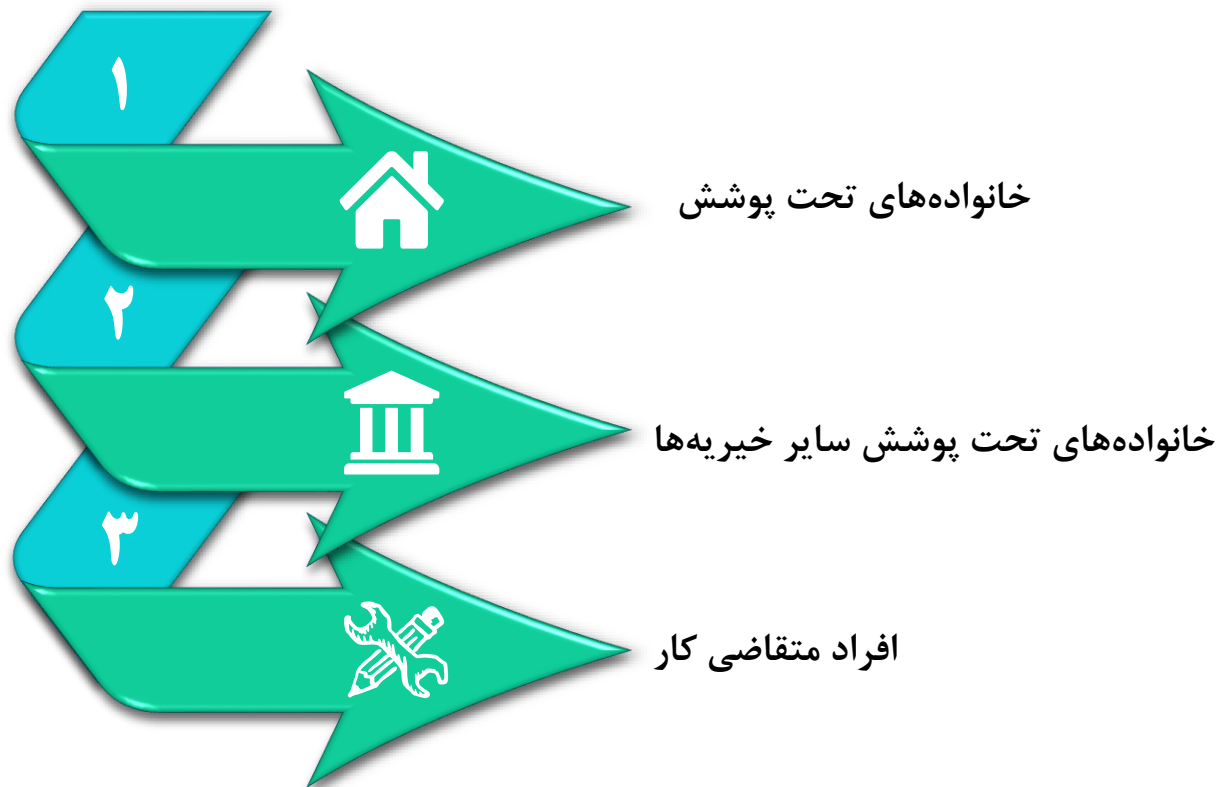 ۱
خانواده‌های تحت پوشش
۲
خانواده‌های تحت پوشش سایر خیریه‌ها
۳
افراد متقاضی کار